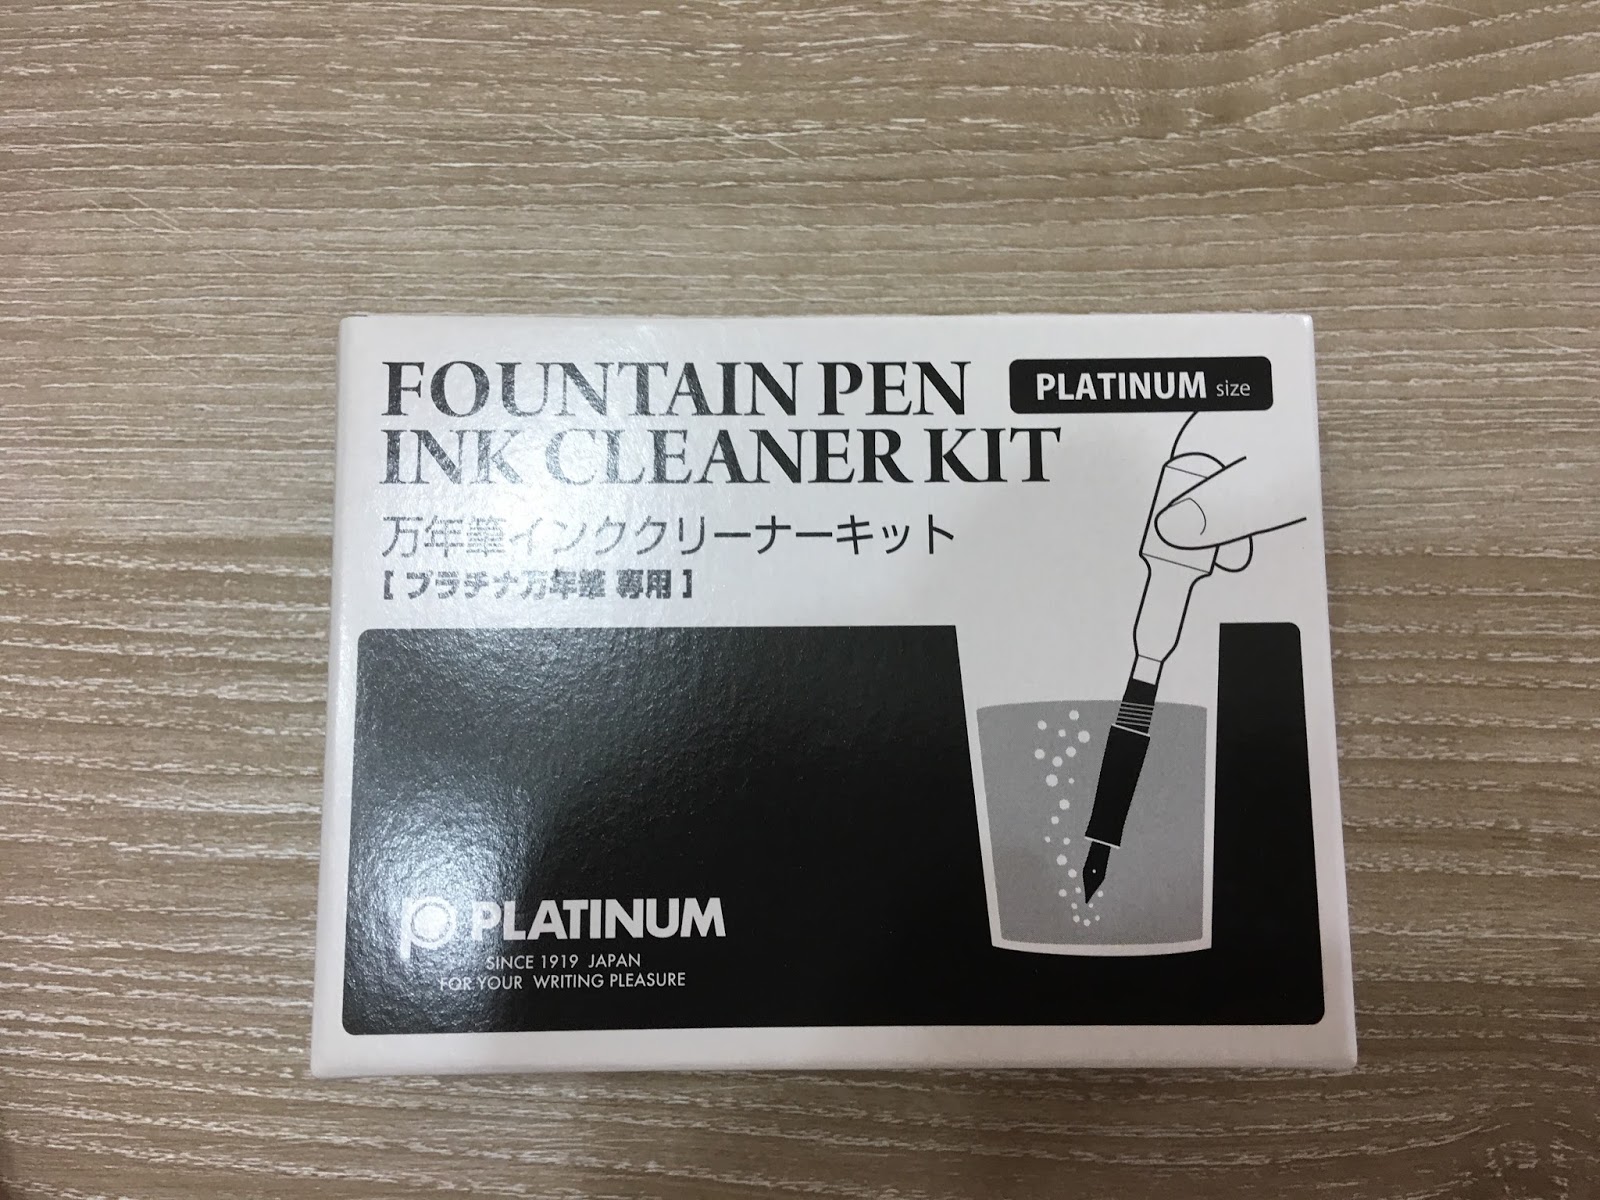 FOUNTAIN PEN
INK CLEANER KIT
PLATINUM size
万年筆インククリーナーキット
【プラチナ万年筆 専用】
PLATINUM
SINCE 1919 JAPAN
FOR YOUR WRITING PLEASURE